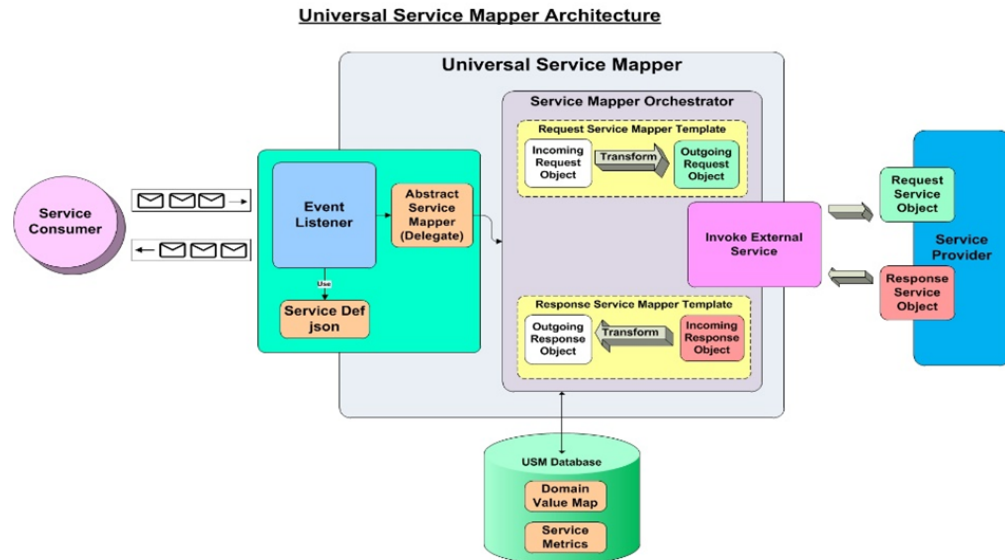 Universal Service Mapper Architecture
Universal Service Mapper
Service Mapper Orchestrator
Request Service Mapper Template
Incoming
Request
Object
Transform
Outgoing
Request
Object
Service
Consumer
Event
Listener
Abstract
Service
Mapper
(Delegate)
Use
Service Def
json
Invoke External
Service
Request
Service
Object
Service
Provider
Response
Service
Object
Response Service Mapper Template
Outgoing
Response
Object
Transform
Incoming
Response
Object
USM Database
Domain
Value Map
Service
Metrics